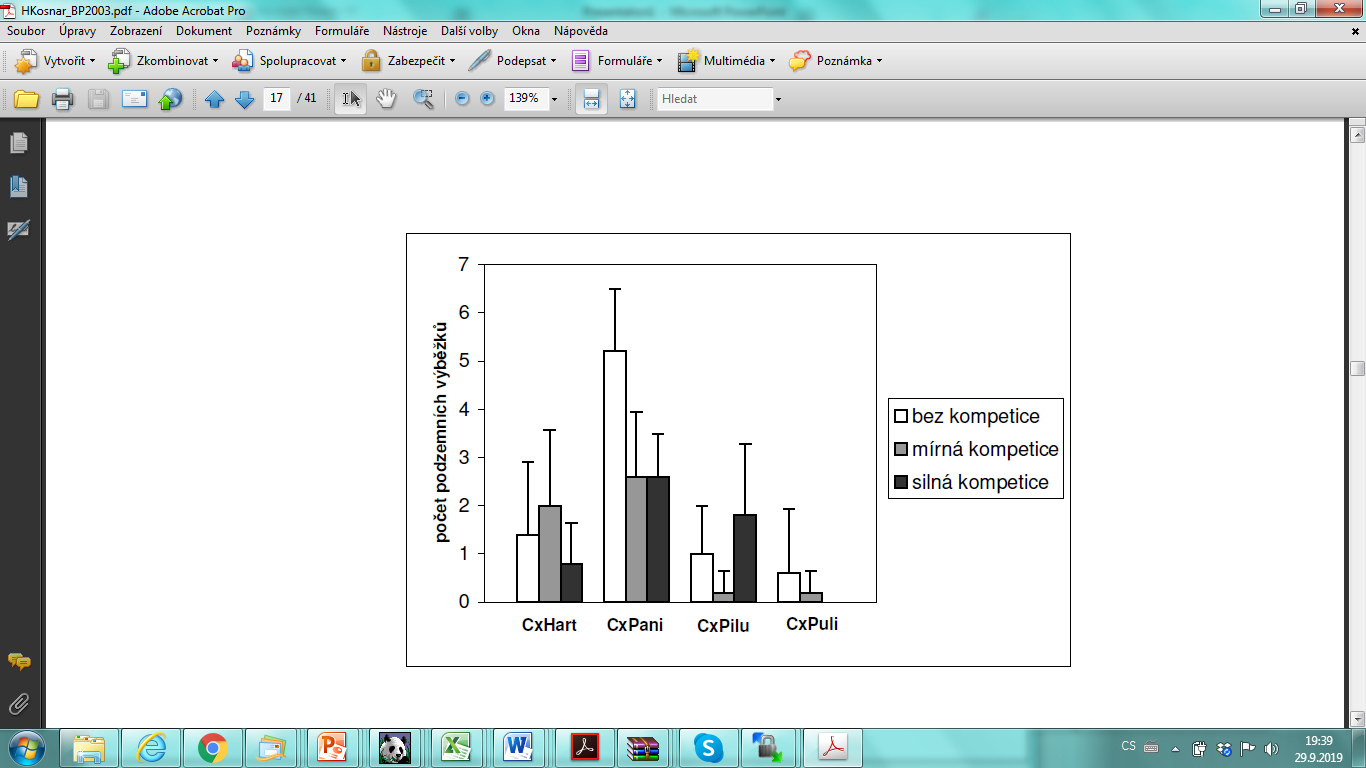 HKosnar_BP2003.pdf - Adobe Acrobat Pro
Soubor Úpravy Zobrazení Dokument Poznámky Formuláře Nástroje Další volby Okna Nápověda
Vytvořit Zkombinovat Spolupracovat Zabezpečit Podepsat Formuláře Multimédia Poznámka
17 / 41 139% Hledat
7
6
5
4
3
2
1
0
počet podzemních výběžků
CxHart CxPani CxPilu CxPuli
bez kompetice
mírná kompetice
silná kompetice
CS
19:39
29.9.2019